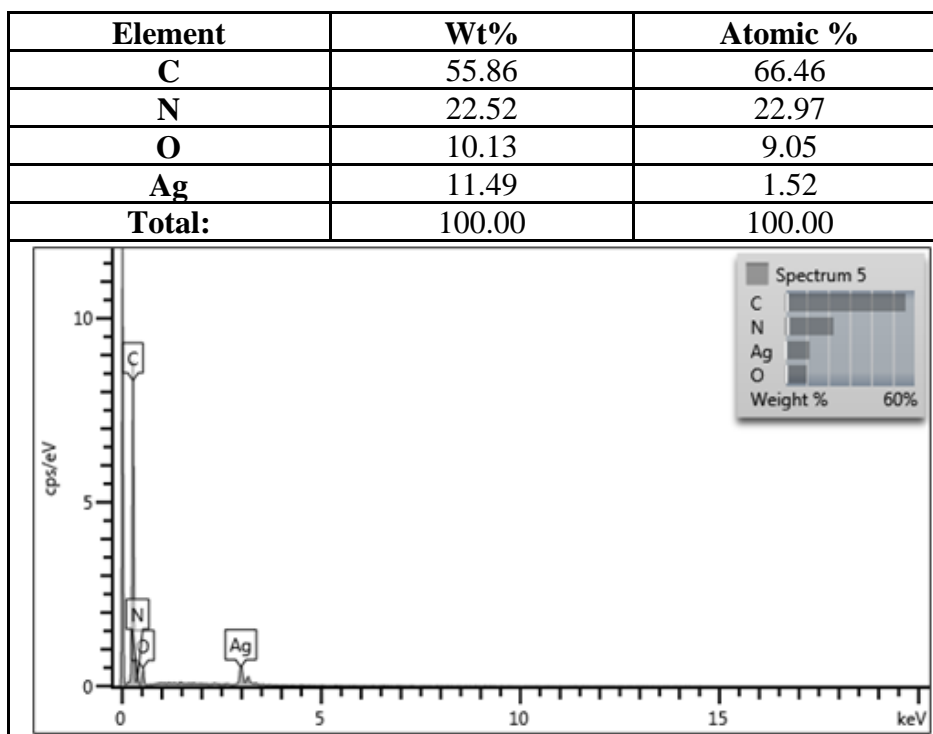 Element Wt% Atomic %
C 55.86 66.46
N 22.52 22.97
O 10.13 9.05
Ag 11.49 1.52
Total: 100.00 100.00
Spectrum 5
C
N
Ag
O
Weight % 60%
10
C
cps/eV
5
N
O
Ag
0
0 5 10 15 keV